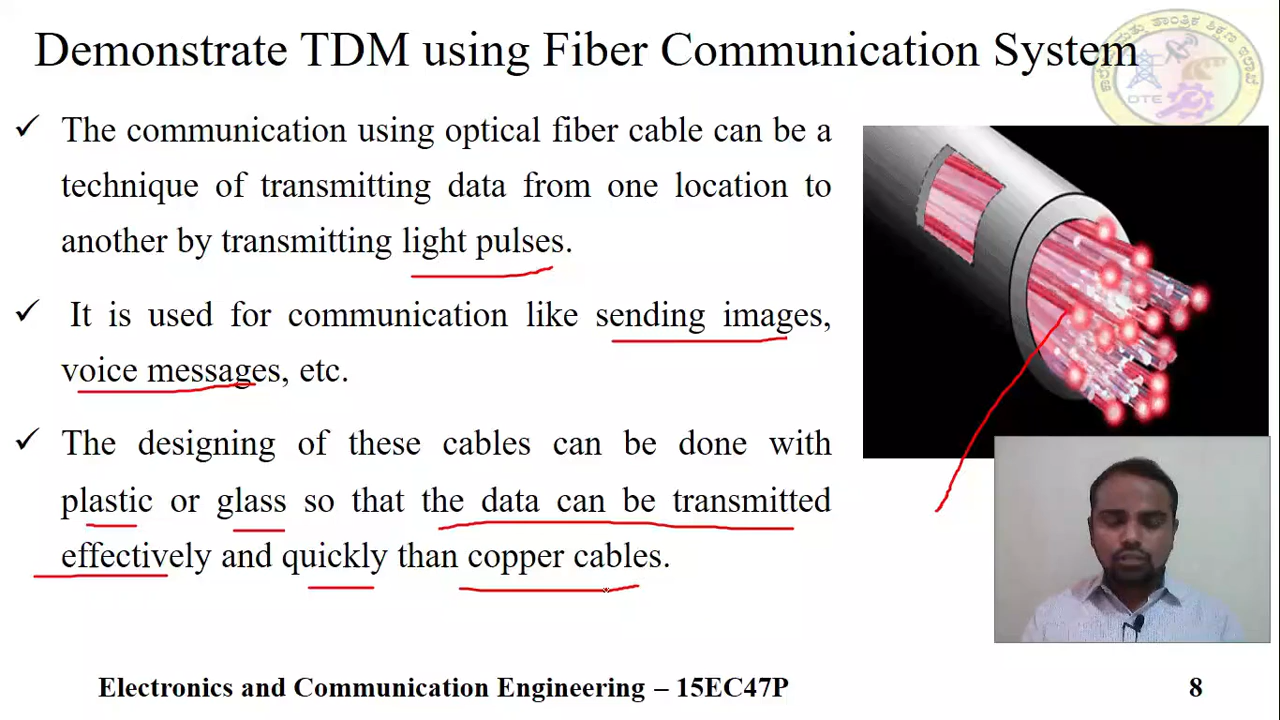 Demonstrate TDM using Fiber Communication System
✓ The communication using optical fiber cable can be a
technique of transmitting data from one location to
another by transmitting light pulses.
✓ It is used for communication like sending images,
voice messages, etc.
✓ The designing of these cables can be done with
plastic or glass so that the data can be transmitted
effectively and quickly than copper cables.
DTE
Electronics and Communication Engineering – 15EC47P
8